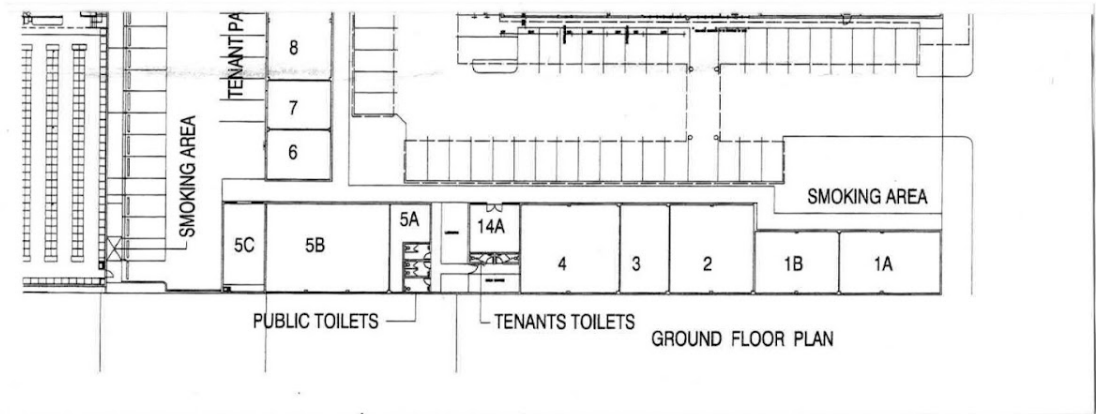 8
TENANT PA
7
6
SMOKING AREA
SMOKING AREA
5A
14A
5C
5B
4
3
2
1B
1A
PUBLIC TOILETS
TENANTS TOILETS
GROUND FLOOR PLAN